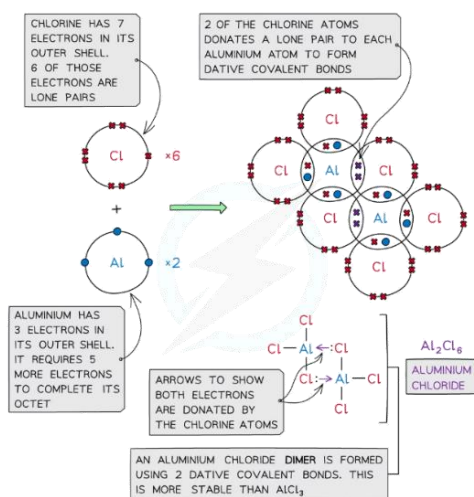 CHLORINE HAS 7
ELECTRONS IN ITS
OUTER SHELL.
6 OF THOSE
ELECTRONS ARE
LONE PAIRS
2 OF THE CHLORINE ATOMS
DONATES A LONE PAIR TO EACH
ALUMINIUM ATOM TO FORM
DATIVE COVALENT BONDS
Cl ×6
+
Al ×2
Cl
Cl Al Cl
Cl Al Cl
Cl
ALUMINIUM HAS
3 ELECTRONS IN
ITS OUTER SHELL.
IT REQUIRES 5
MORE ELECTRONS
TO COMPLETE ITS
OCTET
Cl
Cl—Al←:Cl
Cl:→Al—Cl
Cl
ARROWS TO SHOW
BOTH ELECTRONS
ARE DONATED BY
THE CHLORINE ATOMS
Al₂Cl₆
ALUMINIUM
CHLORIDE
AN ALUMINIUM CHLORIDE DIMER IS FORMED
USING 2 DATIVE COVALENT BONDS. THIS
IS MORE STABLE THAN AlCl₃